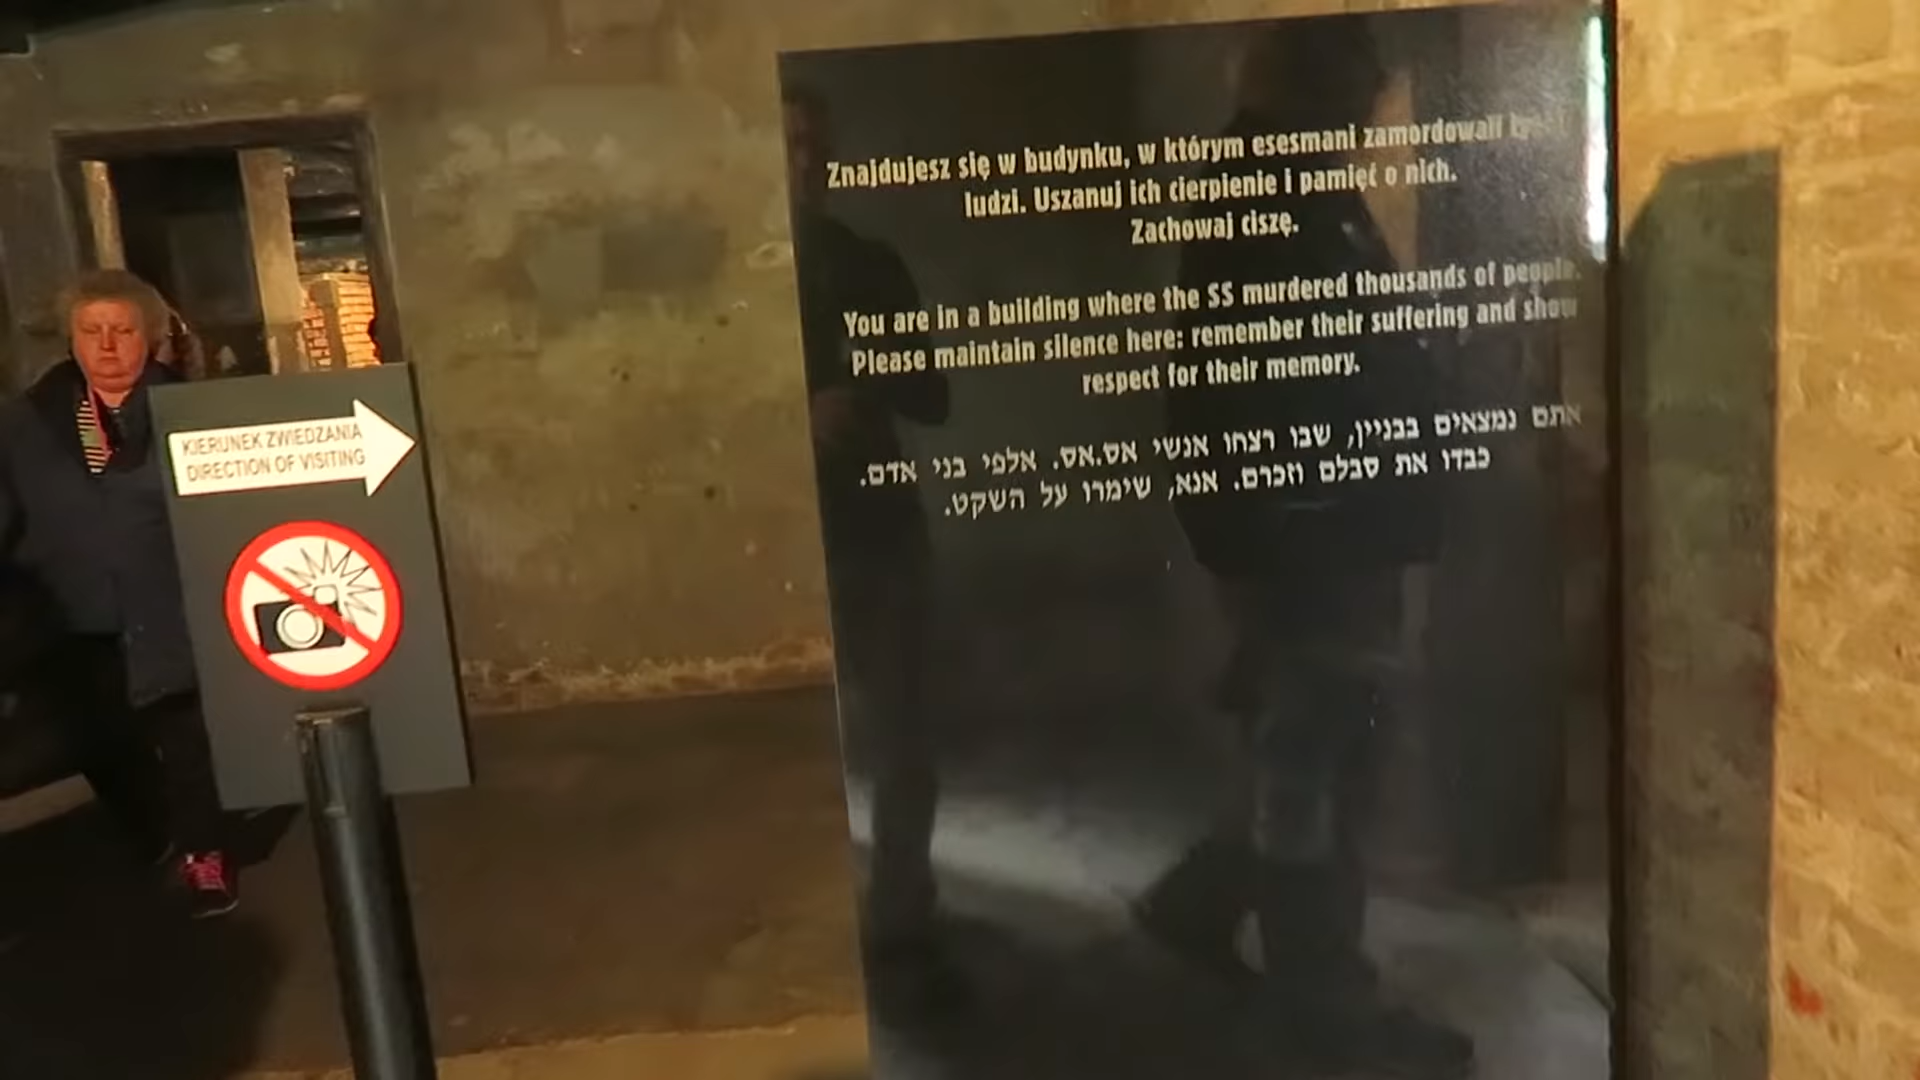 Znajdujesz się w budynku, w którym esesmani zamordowali
ludzi. Uszanuj ich cierpienie i pamięć o nich.
Zachowaj ciszę.
You are in a building where the SS murdered thousands of people.
Please maintain silence here: remember their suffering and show
respect for their memory.
אתם נמצאים בבניין, שבו רצחו אנשי אס.אס. אלפי בני אדם.
כבדו את סבלם וזכרם. אנא, שימרו על השקט.
KIERUNEK ZWIEDZANIA
DIRECTION OF VISITING